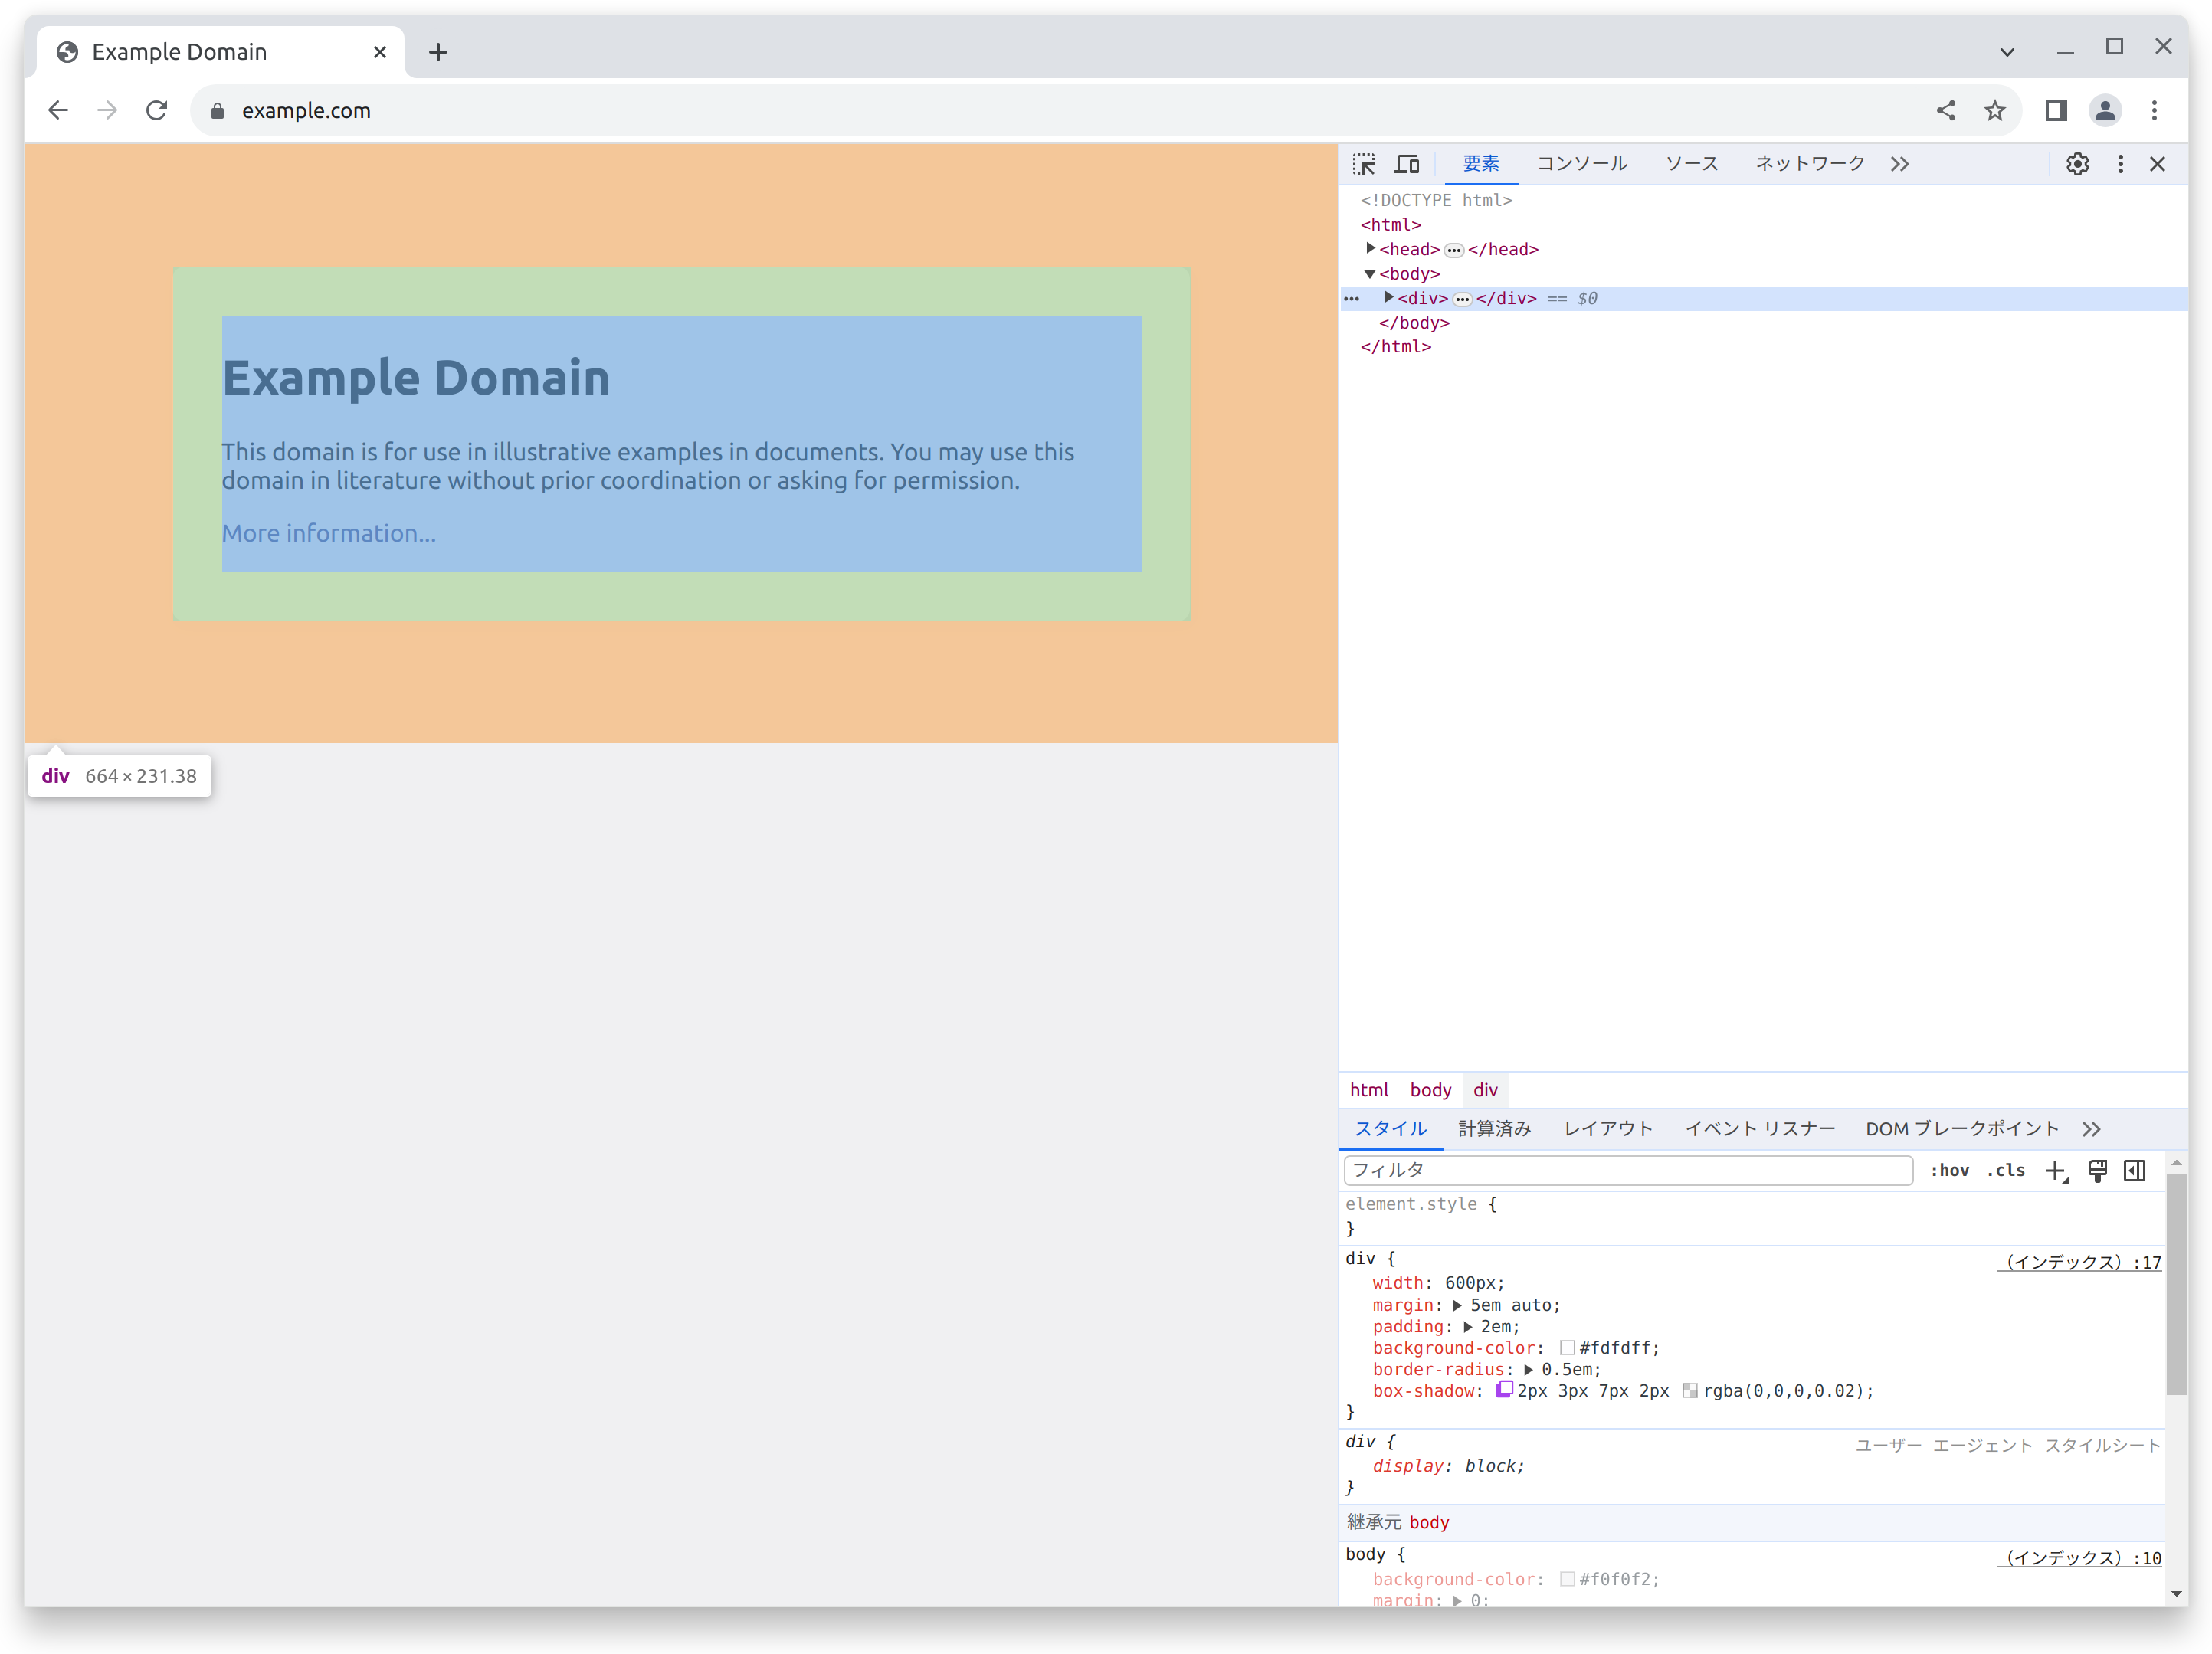 Example Domain
example.com
Example Domain
This domain is for use in illustrative examples in documents. You may use this
domain in literature without prior coordination or asking for permission.
More information...
div 664 × 231.38
要素 コンソール ソース ネットワーク
<!DOCTYPE html>
<html>
<head> ••• </head>
<body>
••• <div> ••• </div> == $0
</body>
</html>
html body div
スタイル 計算済み レイアウト イベント リスナー DOM ブレークポイント
フィルタ :hov .cls
element.style {
}
div { （インデックス）:17
width: 600px;
margin: 5em auto;
padding: 2em;
background-color: #fdfdff;
border-radius: 0.5em;
box-shadow: 2px 3px 7px 2px rgba(0,0,0,0.02);
}
div { ユーザー エージェント スタイルシート
display: block;
}
継承元 body
body { （インデックス）:10
background-color: #f0f0f2;
margin: 0;